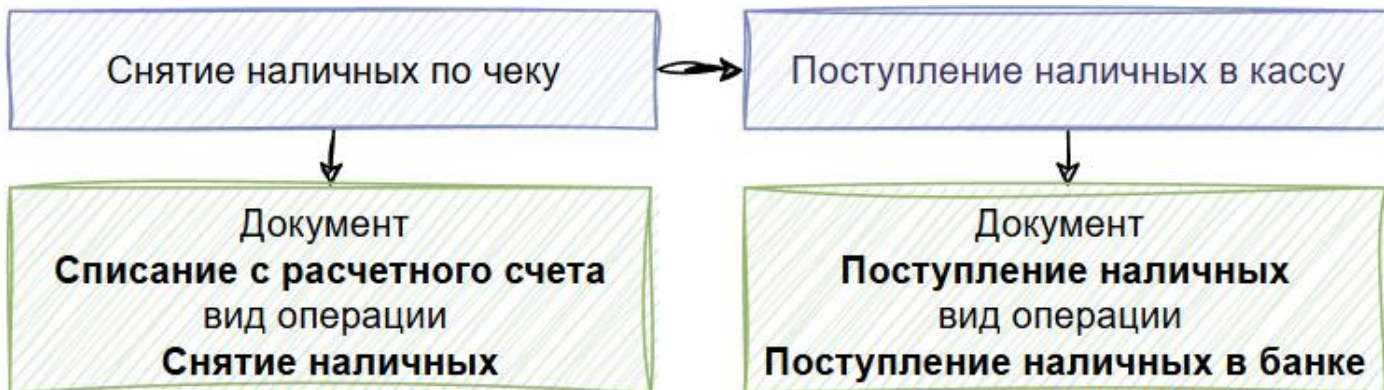 Снятие наличных по чеку
Поступление наличных в кассу
Документ
Списание с расчетного счета
вид операции
Снятие наличных
Документ
Поступление наличных
вид операции
Поступление наличных в банке